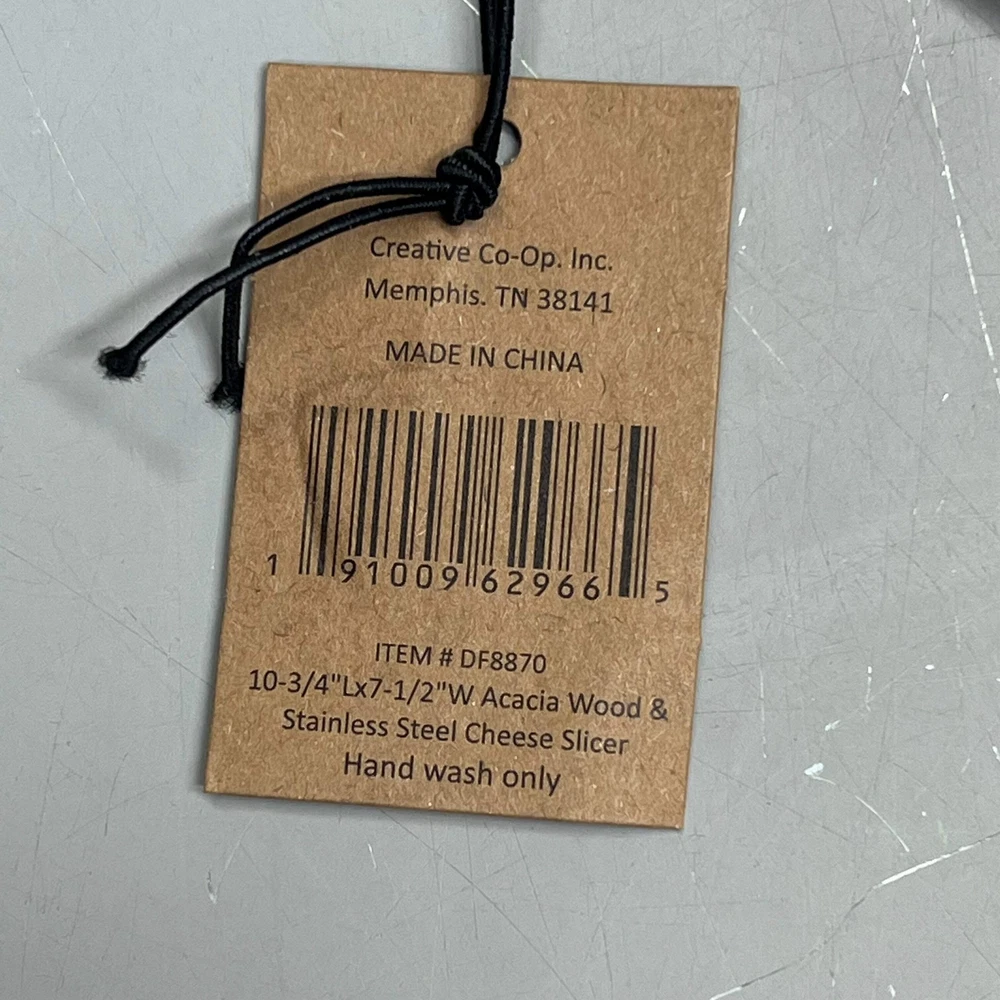 Creative Co-Op. Inc.
Memphis. TN 38141
MADE IN CHINA
1 91009 62966 5
ITEM # DF8870
10-3/4"Lx7-1/2"W Acacia Wood &
Stainless Steel Cheese Slicer
Hand wash only